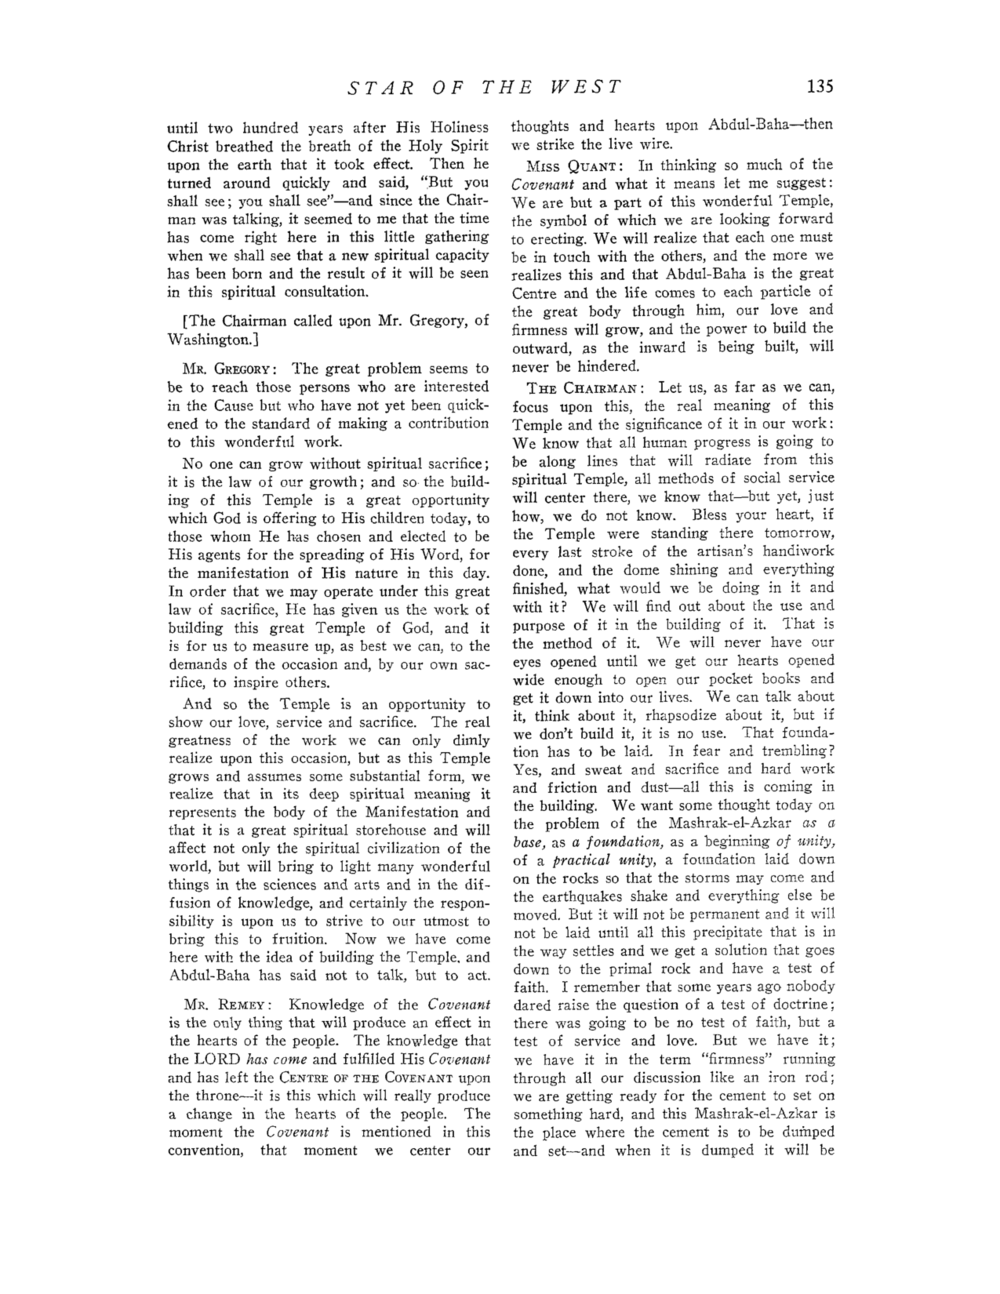 STAR OF THE WEST 135
until two hundred years after His Holiness
Christ breathed the breath of the Holy Spirit
upon the earth that it took effect. Then he
turned around quickly and said, "But you
shall see; you shall see"—and since the Chair-
man was talking, it seemed to me that the time
has come right here in this little gathering
when we shall see that a new spiritual capacity
has been born and the result of it will be seen
in this spiritual consultation.
[The Chairman called upon Mr. Gregory, of
Washington.]
MR. GREGORY: The great problem seems to
be to reach those persons who are interested
in the Cause but who have not yet been quick-
ened to the standard of making a contribution
to this wonderful work.
No one can grow without spiritual sacrifice;
it is the law of our growth; and so the build-
ing of this Temple is a great opportunity
which God is offering to His children today, to
those whom He has chosen and elected to be
His agents for the spreading of His Word, for
the manifestation of His nature in this day.
In order that we may operate under this great
law of sacrifice, He has given us the work of
building this great Temple of God, and it
is for us to measure up, as best we can, to the
demands of the occasion and, by our own sac-
rifice, to inspire others.
And so the Temple is an opportunity to
show our love, service and sacrifice. The real
greatness of the work we can only dimly
realize upon this occasion, but as this Temple
grows and assumes some substantial form, we
realize that in its deep spiritual meaning it
represents the body of the Manifestation and
that it is a great spiritual storehouse and will
affect not only the spiritual civilization of the
world, but will bring to light many wonderful
things in the sciences and arts and in the dif-
fusion of knowledge, and certainly the respon-
sibility is upon us to strive to our utmost to
bring this to fruition. Now we have come
here with the idea of building the Temple, and
Abdul-Baha has said not to talk, but to act.
MR. REMEY: Knowledge of the Covenant
is the only thing that will produce an effect in
the hearts of the people. The knowledge that
the LORD has come and fulfilled His Covenant
and has left the CENTRE OF THE COVENANT upon
the throne—it is this which will really produce
a change in the hearts of the people. The
moment the Covenant is mentioned in this
convention, that moment we center our
thoughts and hearts upon Abdul-Baha—then
we strike the live wire.
MISS QUANT: In thinking so much of the
Covenant and what it means let me suggest:
We are but a part of this wonderful Temple,
the symbol of which we are looking forward
to erecting. We will realize that each one must
be in touch with the others, and the more we
realizes this and that Abdul-Baha is the great
Centre and the life comes to each particle of
the great body through him, our love and
firmness will grow, and the power to build the
outward, as the inward is being built, will
never be hindered.
THE CHAIRMAN: Let us, as far as we can,
focus upon this, the real meaning of this
Temple and the significance of it in our work:
We know that all human progress is going to
be along lines that will radiate from this
spiritual Temple, all methods of social service
will center there, we know that—but yet, just
how, we do not know. Bless your heart, if
the Temple were standing there tomorrow,
every last stroke of the artisan's handiwork
done, and the dome shining and everything
finished, what would we be doing in it and
with it? We will find out about the use and
purpose of it in the building of it. That is
the method of it. We will never have our
eyes opened until we get our hearts opened
wide enough to open our pocket books and
get it down into our lives. We can talk about
it, think about it, rhapsodize about it, but if
we don't build it, it is no use. That founda-
tion has to be laid. In fear and trembling?
Yes, and sweat and sacrifice and hard work
and friction and dust—all this is coming in
the building. We want some thought today on
the problem of the Mashrak-el-Azkar as a
base, as a foundation, as a beginning of unity,
of a practical unity, a foundation laid down
on the rocks so that the storms may come and
the earthquakes shake and everything else be
moved. But it will not be permanent and it will
not be laid until all this precipitate that is in
the way settles and we get a solution that goes
down to the primal rock and have a test of
faith. I remember that some years ago nobody
dared raise the question of a test of doctrine;
there was going to be no test of faith, but a
test of service and love. But we have it;
we have it in the term "firmness" running
through all our discussion like an iron rod;
we are getting ready for the cement to set on
something hard, and this Mashrak-el-Azkar is
the place where the cement is to be dumped
and set—and when it is dumped it will be